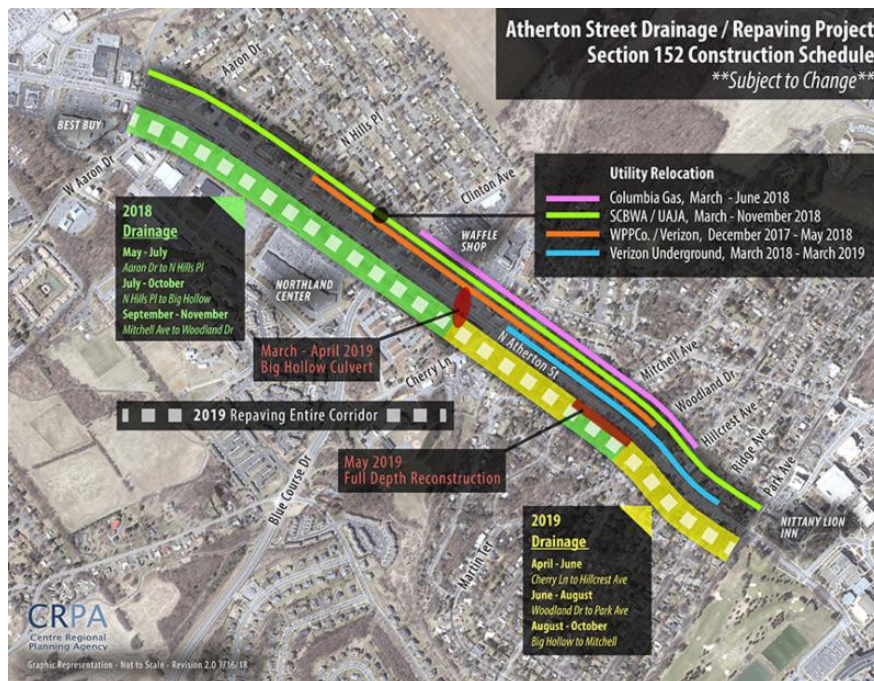 Atherton Street Drainage / Repaving Project
Section 152 Construction Schedule
**Subject to Change**
Aaron Dr
BEST BUY
W Aaron Dr
N Hills Pl
Clinton Ave
Utility Relocation
Columbia Gas, March - June 2018
SCBWA / UAJA, March - November 2018
WPPCo. / Verizon, December 2017 - May 2018
Verizon Underground, March 2018 - March 2019
2018
Drainage
May - July
Aaron Dr to N Hills Pl
July - October
N Hills Pl to Big Hollow
September - November
Mitchell Ave to Woodland Dr
WAFFLE
SHOP
NORTHLAND
CENTER
March - April 2019
Big Hollow Culvert
Cherry Ln
N Atherton St
Mitchell Ave
Woodland Dr.
Hillcrest Ave
Ridge Ave
Park Ave
2019 Repaving Entire Corridor
May 2019
Full Depth Reconstruction
Blue Course Dr
Martin Ter
NITTANY LION
INN
2019
Drainage
April - June
Cherry Ln to Hillcrest Ave
June - August
Woodland Dr to Park Ave
August - October
Big Hollow to Mitchell
CRPA
Centre Regional
Planning Agency
Graphic Representation - Not to Scale - Revision 2.0 3/16/18